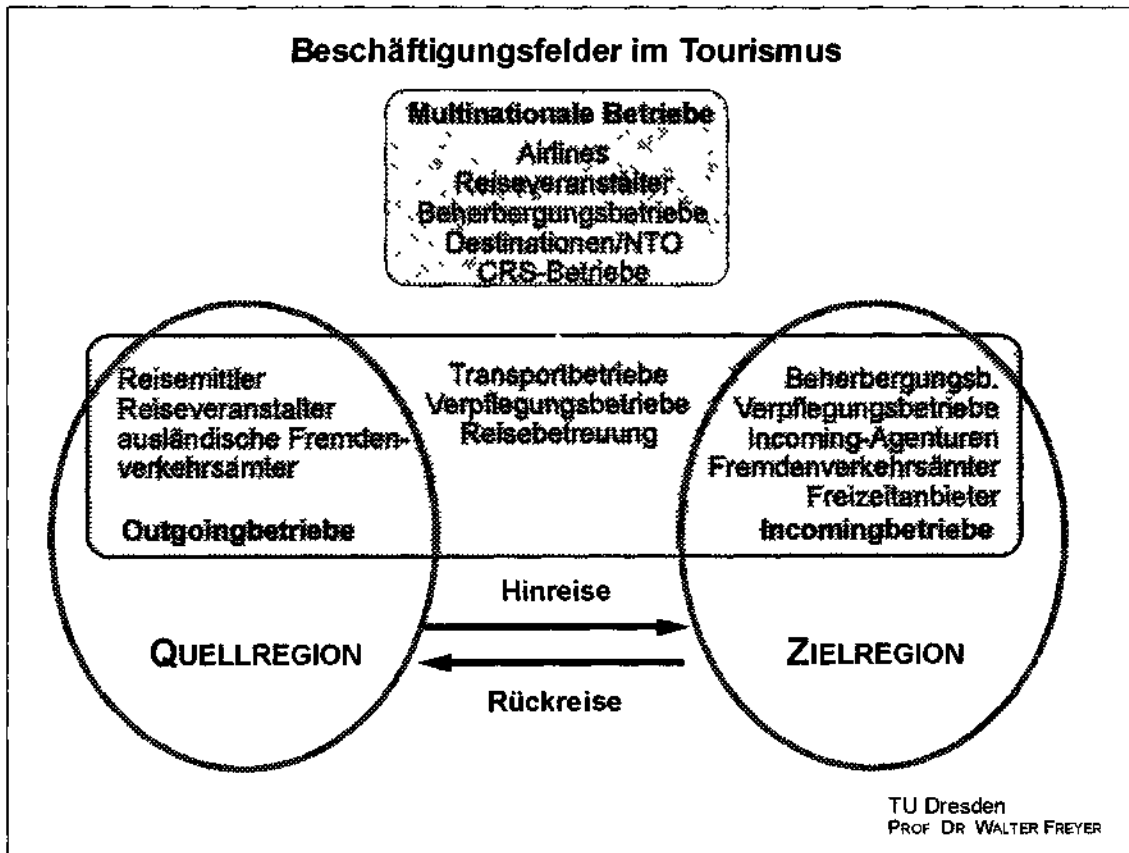 Beschäftigungsfelder im Tourismus
Multinationale Betriebe
Airlines
Reiseveranstalter
Beherbergungsbetriebe
Destinationen/NTO
CRS-Betriebe
Reisemittler
Reiseveranstalter
ausländische Fremden-
verkehrsämter
Outgoingbetriebe
Transportbetriebe
Verpflegungsbetriebe
Reisebetreuung
Beherbergungsb.
Verpflegungsbetriebe
Incoming-Agenturen
Fremdenverkehrsämter
Freizeitanbieter
Incomingbetriebe
Hinreise
QUELLREGION
ZIELREGION
Rückreise
TU Dresden
PROF DR WALTER FREYER